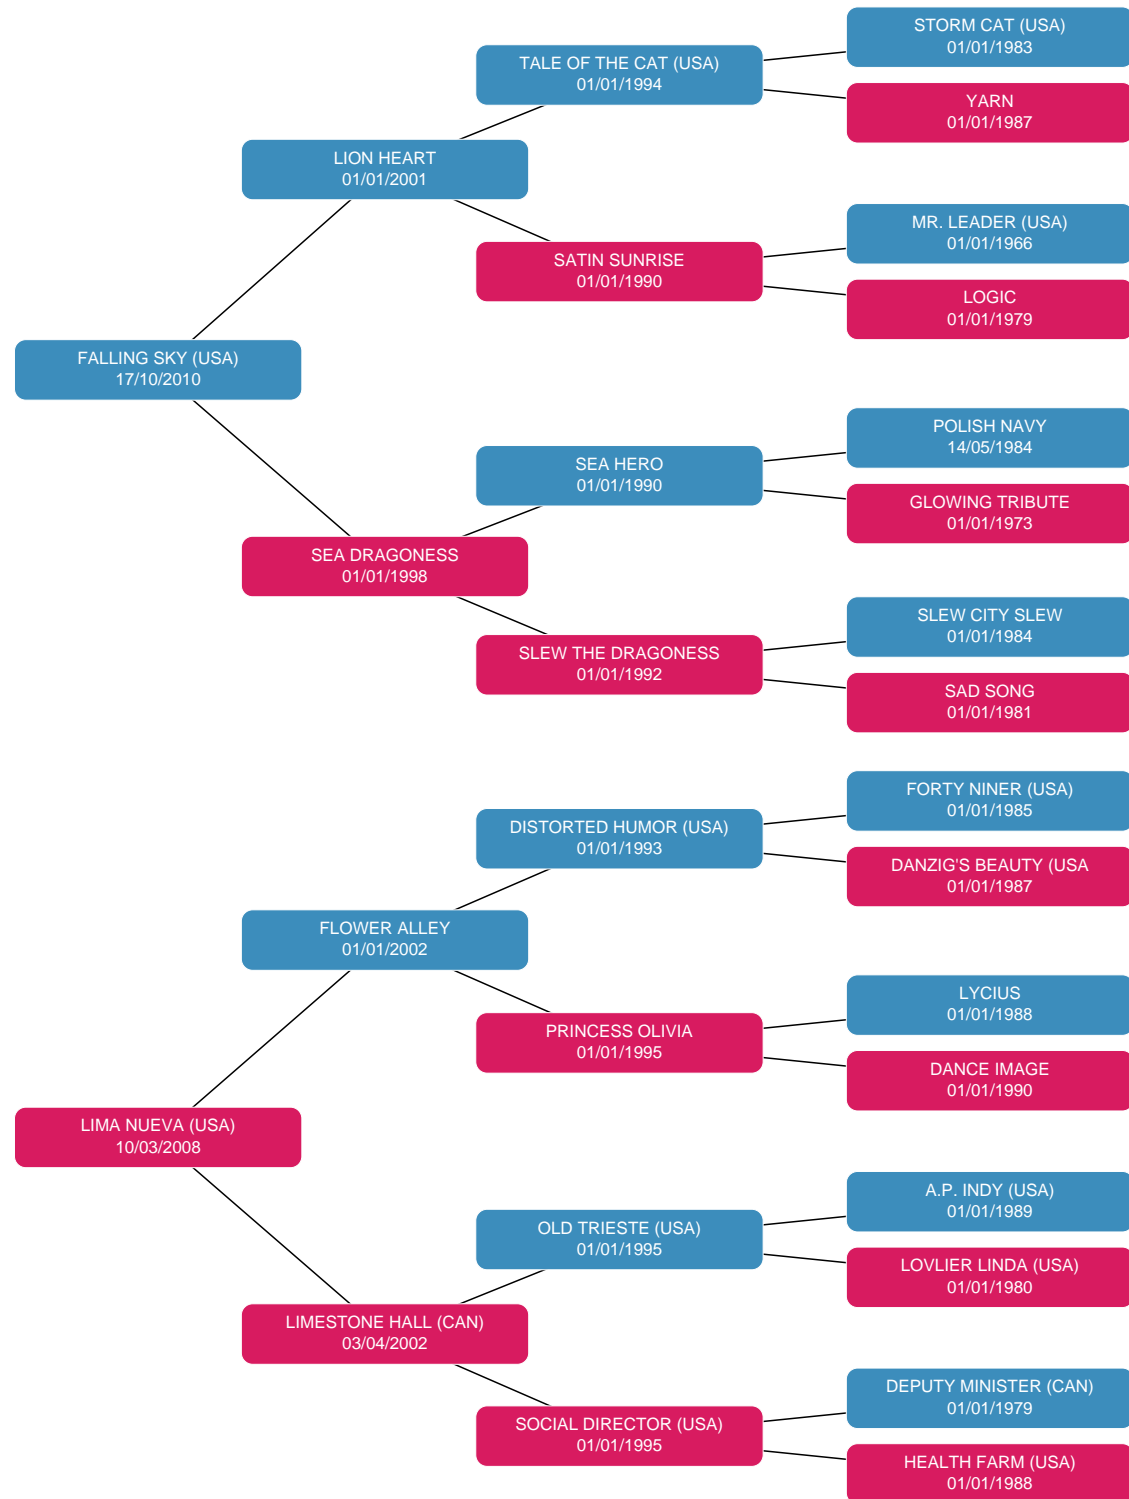 STORM CAT (USA)
01/01/1983
TALE OF THE CAT (USA)
01/01/1994
YARN
01/01/1987
LION HEART
01/01/2001
MR. LEADER (USA)
01/01/1966
SATIN SUNRISE
01/01/1990
LOGIC
01/01/1979
FALLING SKY (USA)
17/10/2010
POLISH NAVY
14/05/1984
SEA HERO
01/01/1990
GLOWING TRIBUTE
01/01/1973
SEA DRAGONESS
01/01/1998
SLEW CITY SLEW
01/01/1984
SLEW THE DRAGONESS
01/01/1992
SAD SONG
01/01/1981
FORTY NINER (USA)
01/01/1985
DISTORTED HUMOR (USA)
01/01/1993
DANZIG'S BEAUTY (USA
01/01/1987
FLOWER ALLEY
01/01/2002
LYCIUS
01/01/1988
PRINCESS OLIVIA
01/01/1995
DANCE IMAGE
01/01/1990
LIMA NUEVA (USA)
10/03/2008
A.P. INDY (USA)
01/01/1989
OLD TRIESTE (USA)
01/01/1995
LOVLIER LINDA (USA)
01/01/1980
LIMESTONE HALL (CAN)
03/04/2002
DEPUTY MINISTER (CAN)
01/01/1979
SOCIAL DIRECTOR (USA)
01/01/1995
HEALTH FARM (USA)
01/01/1988